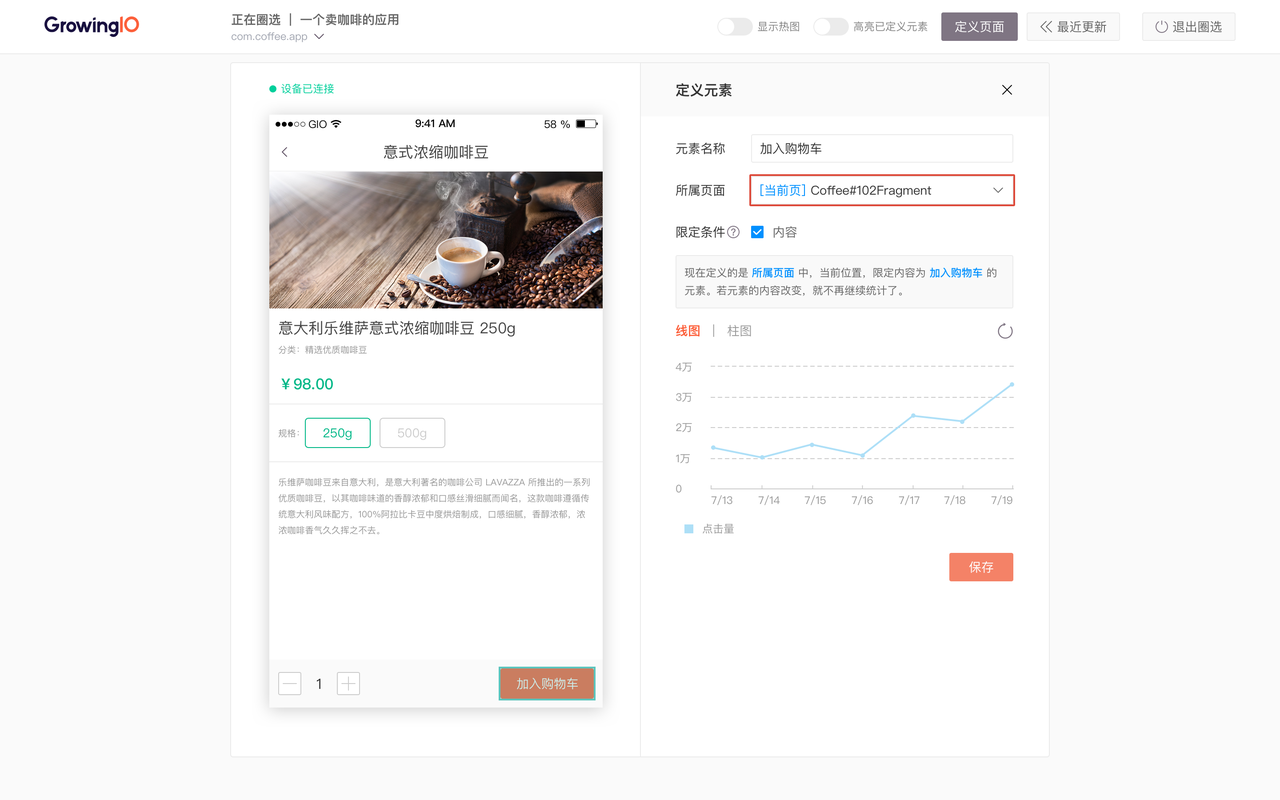 GrowingIO
正在圈选 | 一个卖咖啡的应用
com.coffee.app
显示热图
高亮已定义元素
定义页面
最近更新
退出圈选
设备已连接
GIO
9:41 AM
58 %
意式浓缩咖啡豆
意大利乐维萨意式浓缩咖啡豆 250g
分类：精选优质咖啡豆
￥98.00
规格：
250g
500g
乐维萨咖啡豆来自意大利，是意大利著名的咖啡公司 LAVAZZA 所推出的一系列
优质咖啡豆，以其咖啡味道的香醇浓郁和口感丝滑细腻而闻名，这款咖啡遵循传
统意大利风味配方，100%阿拉比卡豆中度烘焙制成，口感细腻，香醇浓郁，浓
浓咖啡香气久久挥之不去。
1
加入购物车
定义元素
元素名称
加入购物车
所属页面
[当前页] Coffee#102Fragment
限定条件 ?
内容
现在定义的是 所属页面 中，当前位置，限定内容为 加入购物车 的
元素。若元素的内容改变，就不再继续统计了。
线图 | 柱图
4万
3万
2万
1万
0
7/13 7/14 7/15 7/16 7/17 7/18 7/19
点击量
保存